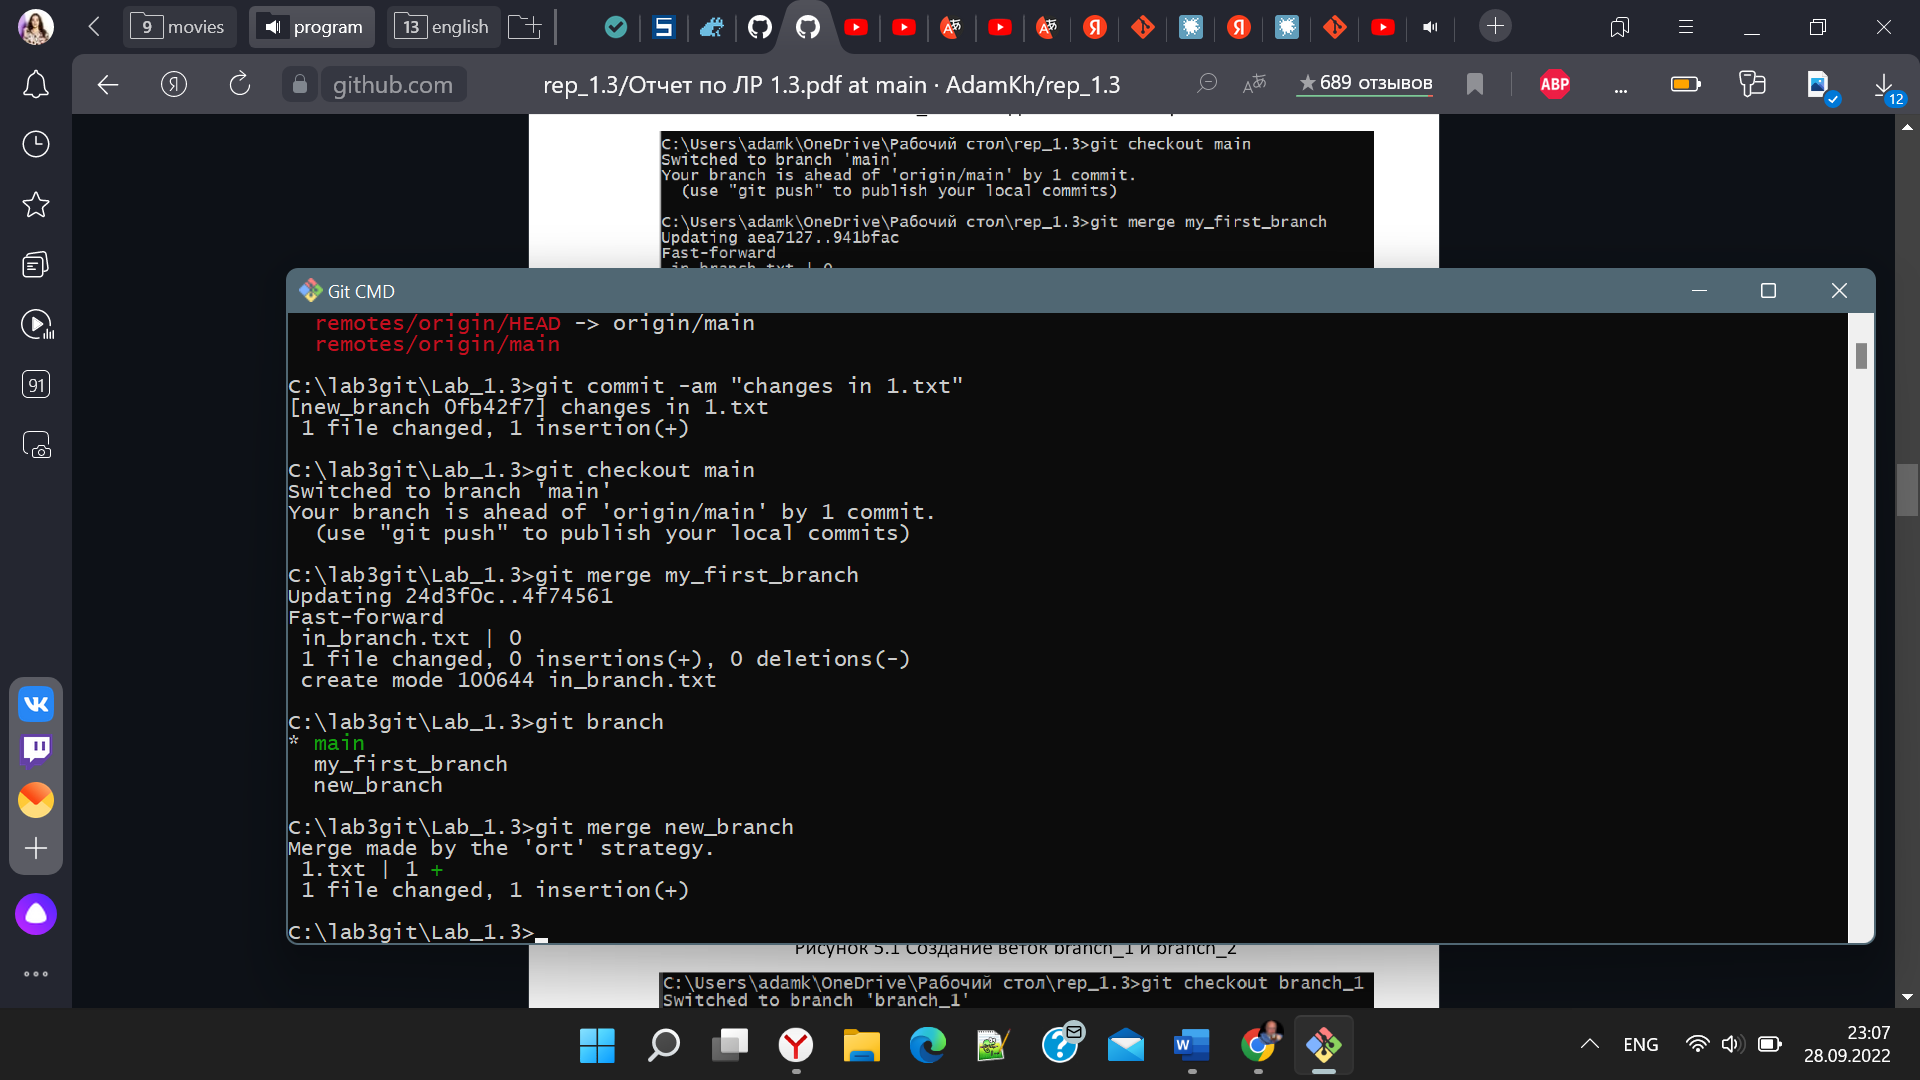 9 movies
program
13 english
github.com
rep_1.3/Отчет по ЛР 1.3.pdf at main · AdamKh/rep_1.3
★ 689 отзывов
ABP
...
12
C:\Users\adamk\OneDrive\Рабочий стол\rep_1.3>git checkout main
Switched to branch 'main'
Your branch is ahead of 'origin/main' by 1 commit.
(use "git push" to publish your local commits)
C:\Users\adamk\OneDrive\Рабочий стол\rep_1.3>git merge my_first_branch
Updating aea7127..941bfac
Fast-forward
in_branch.txt | 0
Git CMD
remotes/origin/HEAD -> origin/main
remotes/origin/main
C:\lab3git\Lab_1.3>git commit -am "changes in 1.txt"
[new_branch 0fb42f7] changes in 1.txt
1 file changed, 1 insertion(+)
C:\lab3git\Lab_1.3>git checkout main
Switched to branch 'main'
Your branch is ahead of 'origin/main' by 1 commit.
(use "git push" to publish your local commits)
C:\lab3git\Lab_1.3>git merge my_first_branch
Updating 24d3f0c..4f74561
Fast-forward
in_branch.txt | 0
1 file changed, 0 insertions(+), 0 deletions(-)
create mode 100644 in_branch.txt
C:\lab3git\Lab_1.3>git branch
* main
my_first_branch
new_branch
C:\lab3git\Lab_1.3>git merge new_branch
Merge made by the 'ort' strategy.
1.txt | 1 +
1 file changed, 1 insertion(+)
C:\lab3git\Lab_1.3>
Рисунок 5.1 Создание веток branch_1 и branch_2
C:\Users\adamk\OneDrive\Рабочий стол\rep_1.3>git checkout branch_1
Switched to branch 'branch_1'
91
ENG
23:07
28.09.2022